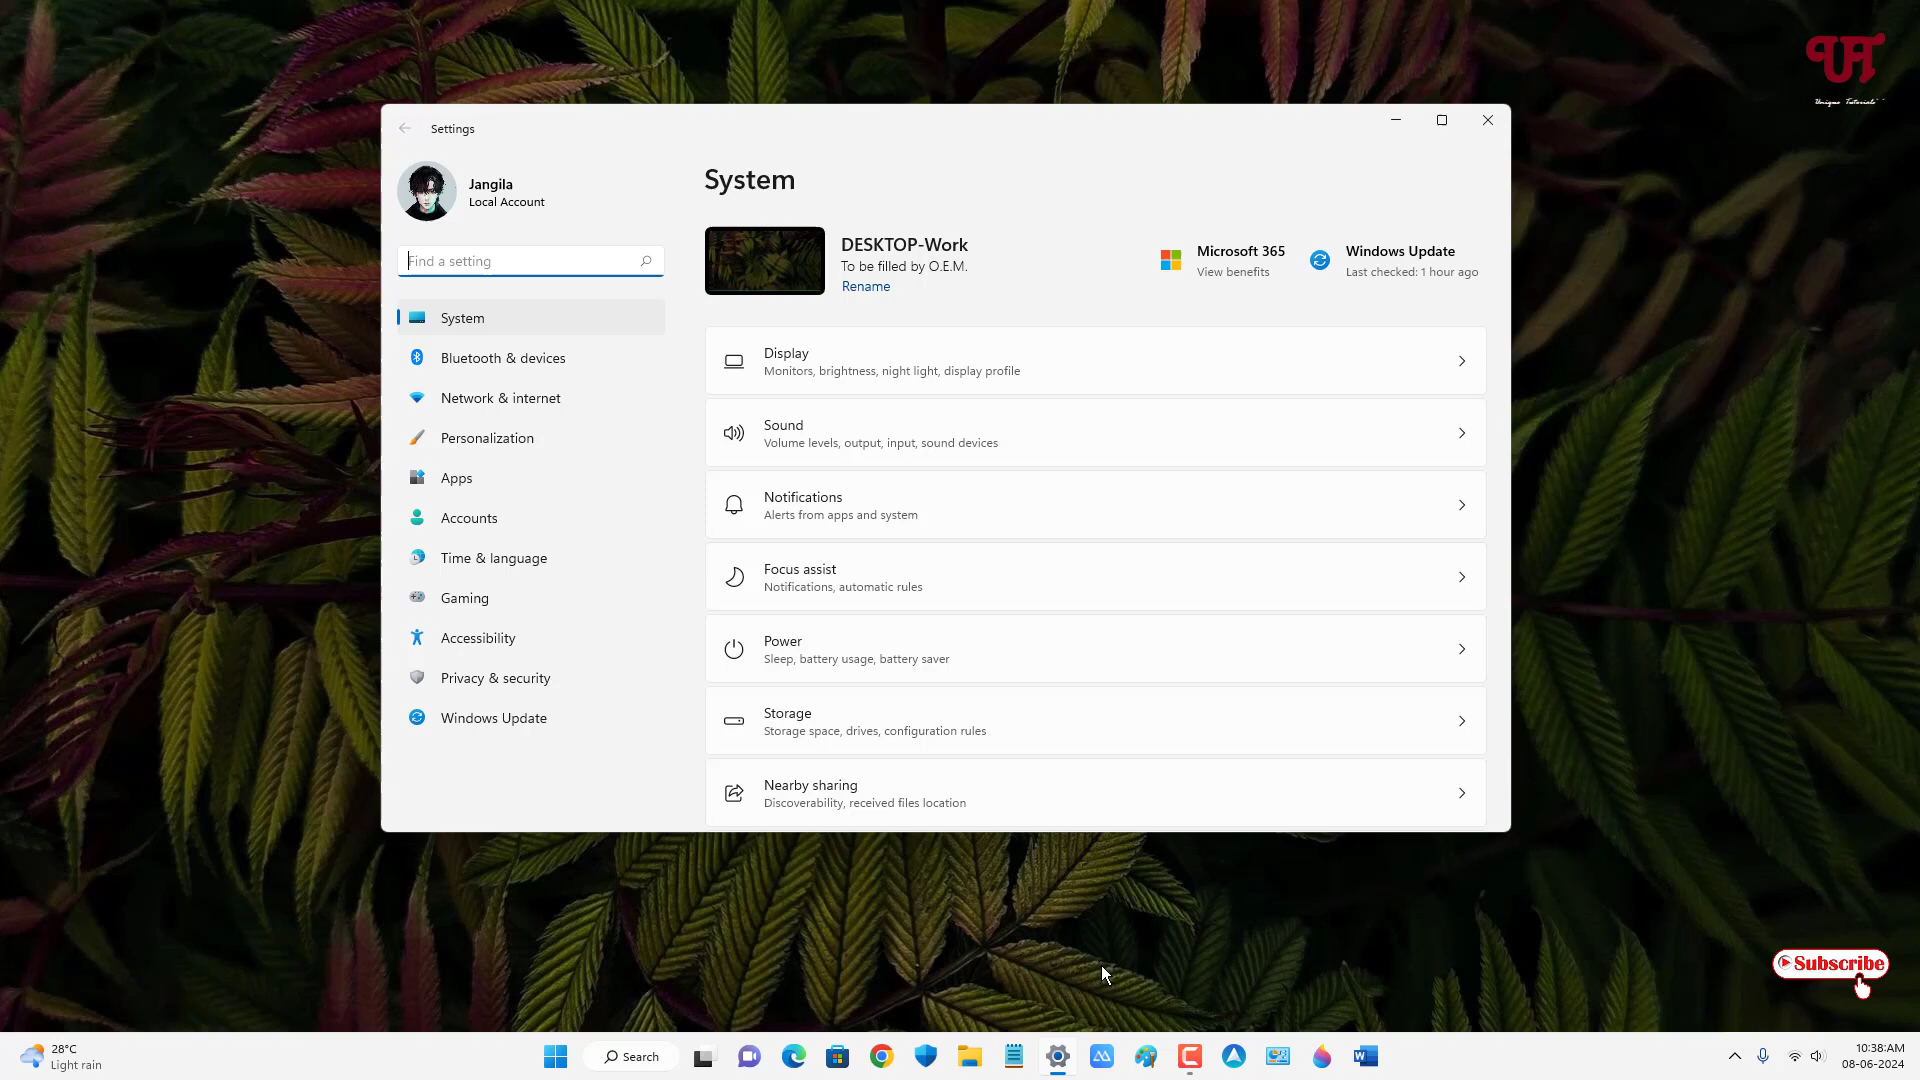 Unique Tutorials
Settings
Jangila
Local Account
Find a setting
System
Bluetooth & devices
Network & internet
Personalization
Apps
Accounts
Time & language
Gaming
Accessibility
Privacy & security
Windows Update
System
DESKTOP-Work
To be filled by O.E.M.
Rename
Microsoft 365
View benefits
Windows Update
Last checked: 1 hour ago
Display
Monitors, brightness, night light, display profile
Sound
Volume levels, output, input, sound devices
Notifications
Alerts from apps and system
Focus assist
Notifications, automatic rules
Power
Sleep, battery usage, battery saver
Storage
Storage space, drives, configuration rules
Nearby sharing
Discoverability, received files location
Subscribe
28°C
Light rain
Search
10:38AM
08-06-2024